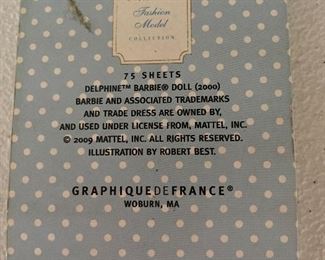 Fashion
Model
COLLECTION
75 SHEETS
DELPHINE™ BARBIE® DOLL (2000)
BARBIE AND ASSOCIATED TRADEMARKS
AND TRADE DRESS ARE OWNED BY,
AND USED UNDER LICENSE FROM, MATTEL, INC.
© 2009 MATTEL, INC. ALL RIGHTS RESERVED.
ILLUSTRATION BY ROBERT BEST.
GRAPHIQUEDEFRANCE®
WOBURN, MA